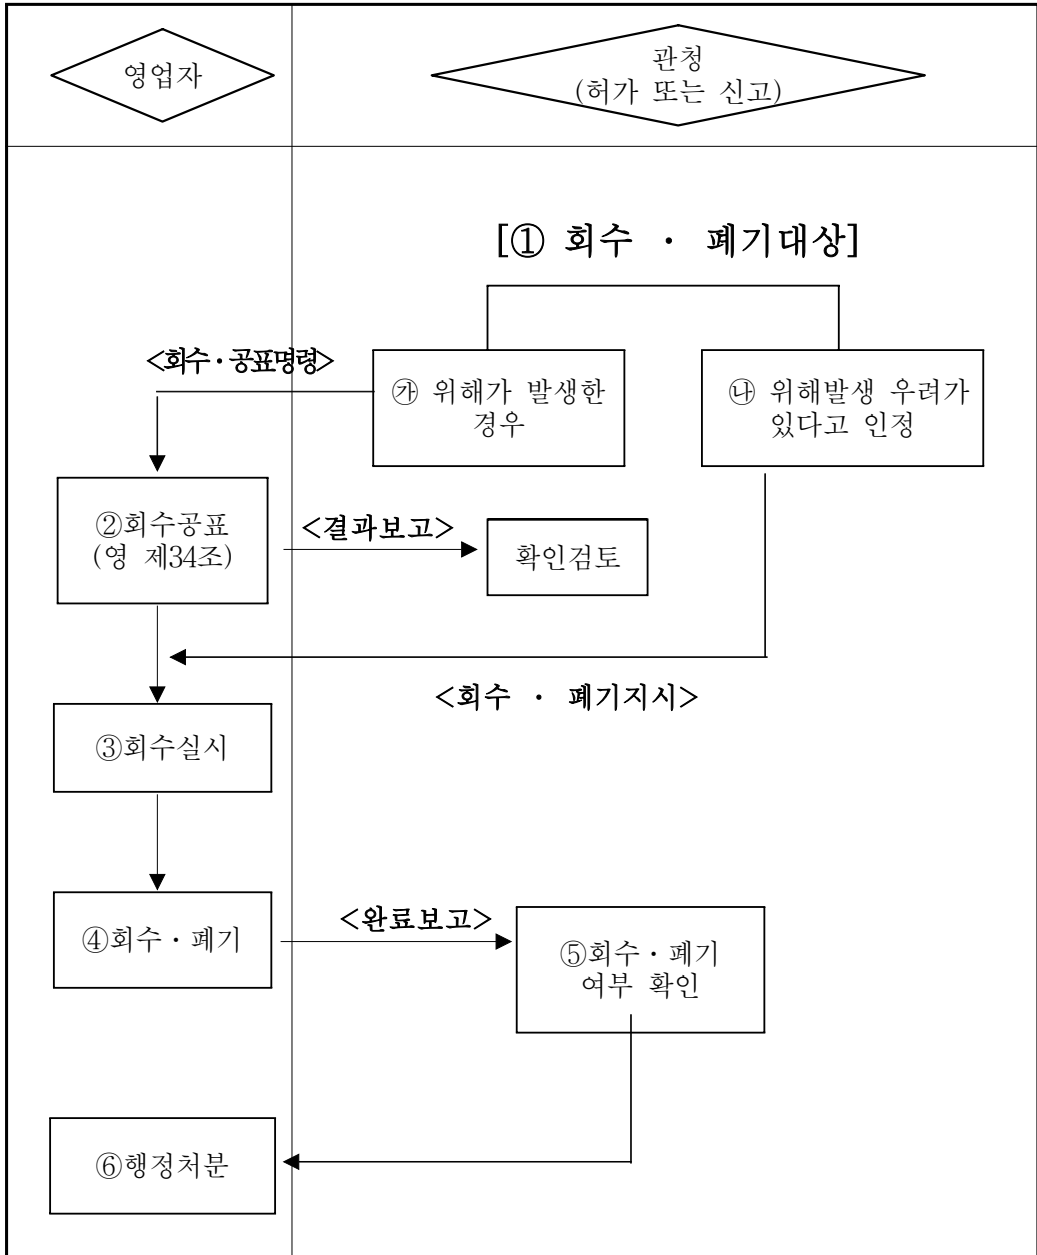 영업자
관청
(허가 또는 신고)
[① 회수 · 폐기대상]
<회수·공표명령>
㉮ 위해가 발생한
경우
㉯ 위해발생 우려가
있다고 인정
②회수공표
(영 제34조)
<결과보고>
확인검토
<회수 · 폐기지시>
③회수실시
④회수·폐기
<완료보고>
⑤회수·폐기
여부 확인
⑥행정처분